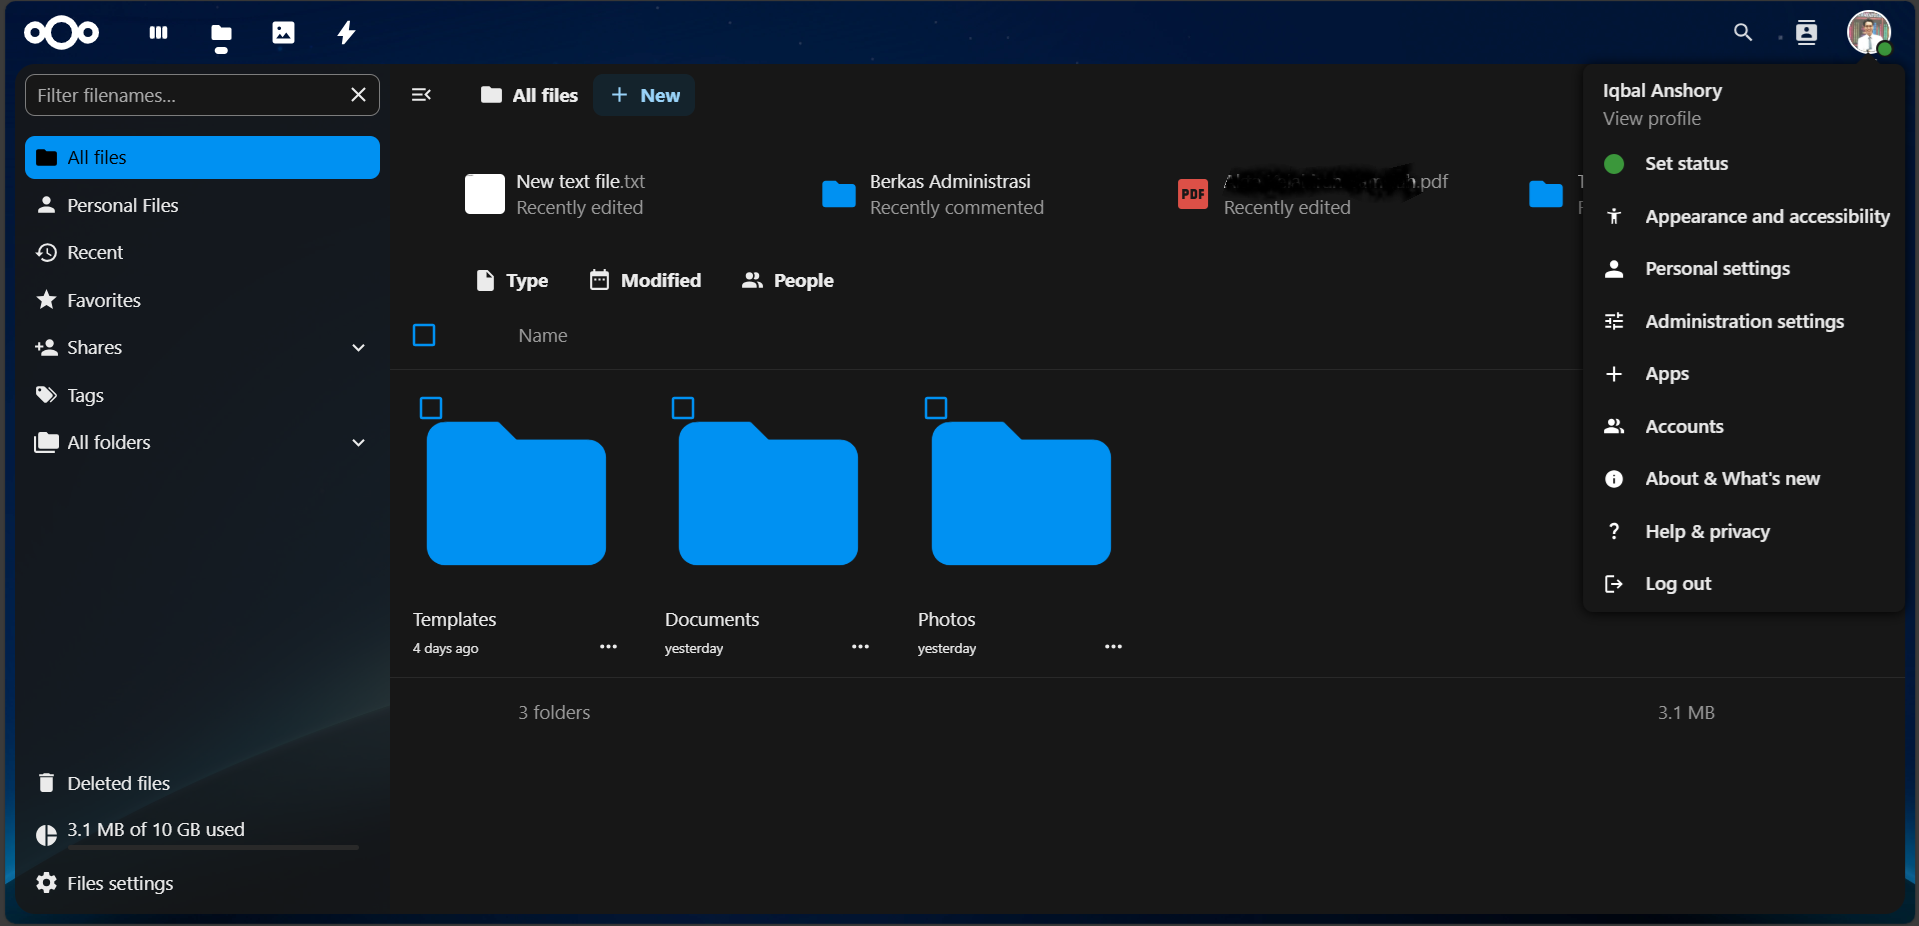 Filter filenames...
All files
Personal Files
Recent
Favorites
Shares
Tags
All folders
Deleted files
3.1 MB of 10 GB used
Files settings
All files
+ New
New text file.txt
Recently edited
Berkas Administrasi
Recently commented
PDF
.pdf
Recently edited
Type
Modified
People
Name
Templates
4 days ago
Documents
yesterday
Photos
yesterday
3 folders
3.1 MB
Iqbal Anshory
View profile
Set status
Appearance and accessibility
Personal settings
Administration settings
Apps
Accounts
About & What's new
Help & privacy
Log out